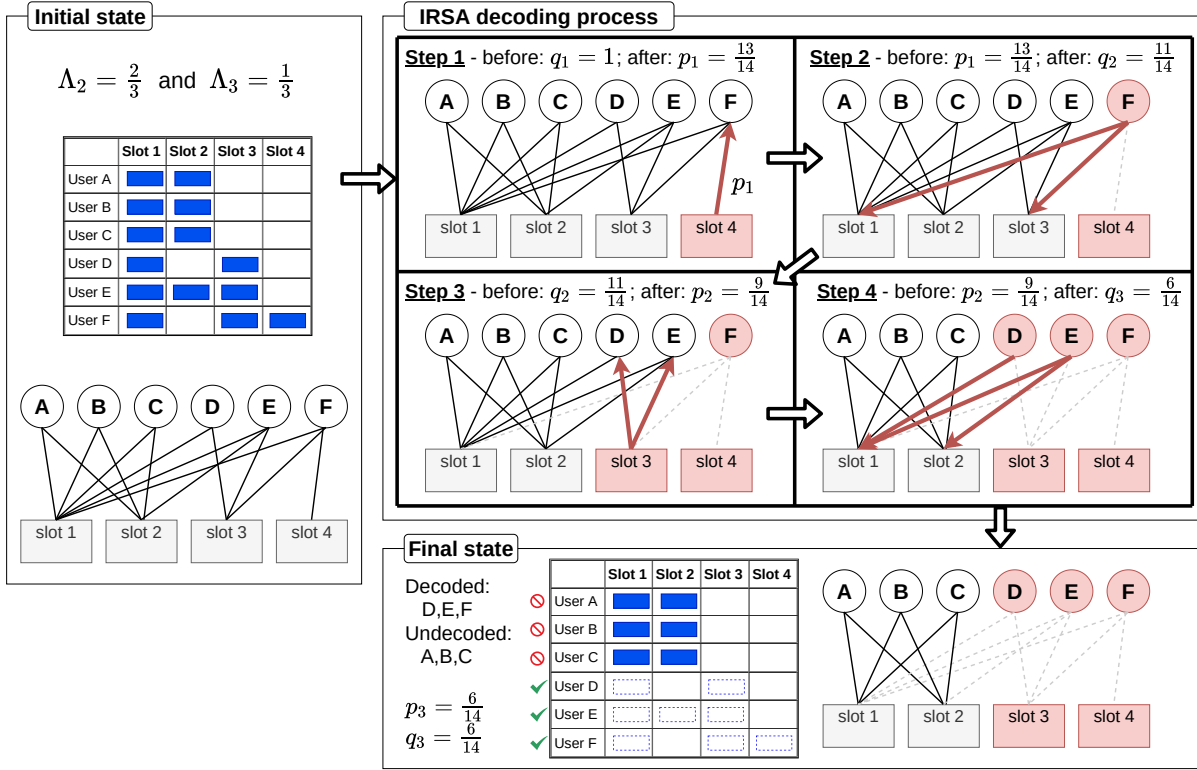 Initial state
Λ₂ = 2/3 and Λ₃ = 1/3
Slot 1 Slot 2 Slot 3 Slot 4
User A
User B
User C
User D
User E
User F
A B C D E F
slot 1 slot 2 slot 3 slot 4
IRSA decoding process
Step 1 - before: q₁ = 1; after: p₁ = 13/14
A B C D E F
p₁
slot 1 slot 2 slot 3 slot 4
Step 2 - before: p₁ = 13/14; after: q₂ = 11/14
A B C D E F
slot 1 slot 2 slot 3 slot 4
Step 3 - before: q₂ = 11/14; after: p₂ = 9/14
A B C D E F
slot 1 slot 2 slot 3 slot 4
Step 4 - before: p₂ = 9/14; after: q₃ = 6/14
A B C D E F
slot 1 slot 2 slot 3 slot 4
Final state
Decoded:
D,E,F
Undecoded:
A,B,C
p₃ = 6/14
q₃ = 6/14
Slot 1 Slot 2 Slot 3 Slot 4
User A
User B
User C
User D
User E
User F
A B C D E F
slot 1 slot 2 slot 3 slot 4